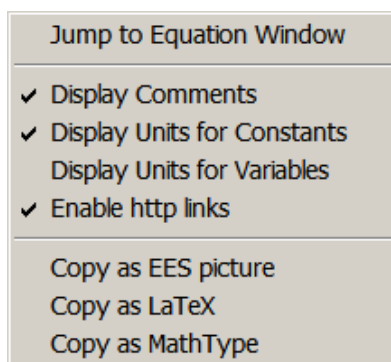 Jump to Equation Window
✓ Display Comments
✓ Display Units for Constants
Display Units for Variables
✓ Enable http links
Copy as EES picture
Copy as LaTeX
Copy as MathType